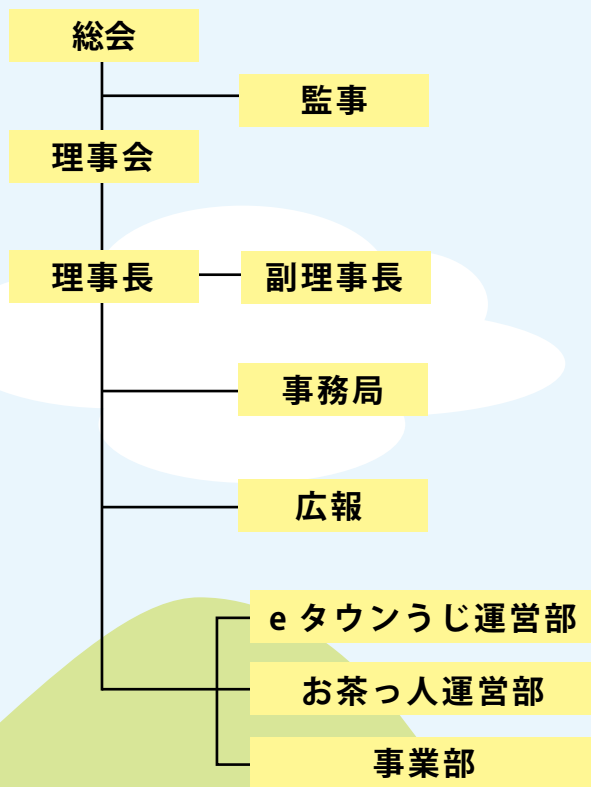 総会
監事
理事会
理事長
副理事長
事務局
広報
e タウンうじ運営部
お茶っ人運営部
事業部